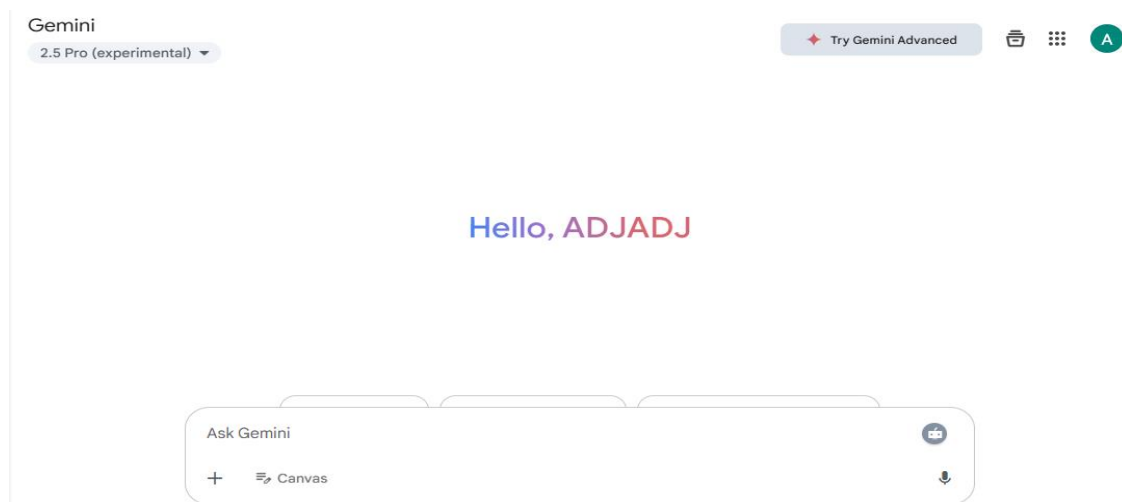 Gemini
2.5 Pro (experimental)
Try Gemini Advanced
A
Hello, ADJADJ
Ask Gemini
Canvas